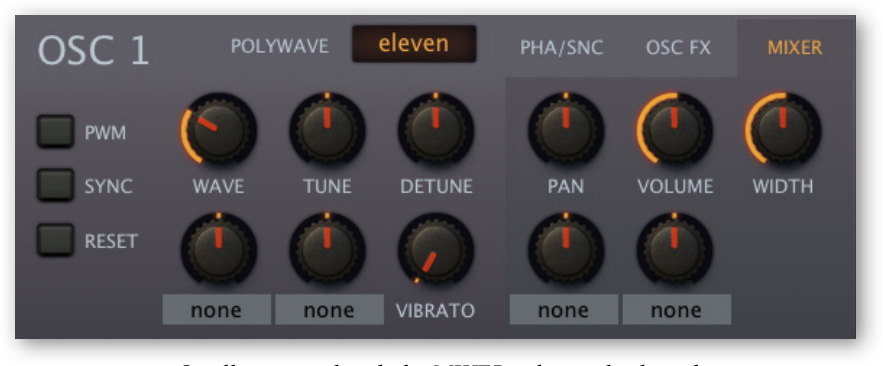 OSC 1 POLYWAVE eleven PHA/SNC OSC FX MIXER
PWM
SYNC
RESET
WAVE TUNE DETUNE PAN VOLUME WIDTH
none none VIBRATO none none